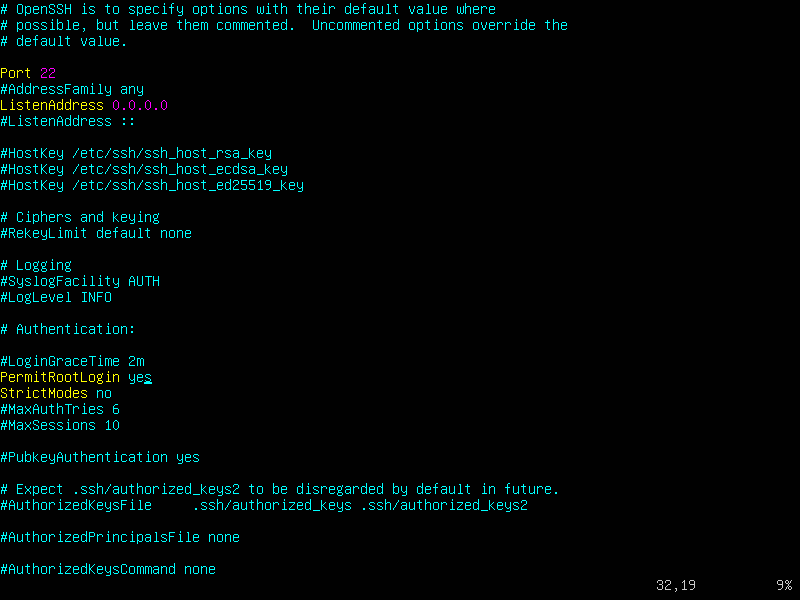 # OpenSSH is to specify options with their default value where
# possible, but leave them commented.  Uncommented options override the
# default value.

Port 22
#AddressFamily any
ListenAddress 0.0.0.0
#ListenAddress ::

#HostKey /etc/ssh/ssh_host_rsa_key
#HostKey /etc/ssh/ssh_host_ecdsa_key
#HostKey /etc/ssh/ssh_host_ed25519_key

# Ciphers and keying
#RekeyLimit default none

# Logging
#SyslogFacility AUTH
#LogLevel INFO

# Authentication:

#LoginGraceTime 2m
PermitRootLogin yes
StrictModes no
#MaxAuthTries 6
#MaxSessions 10

#PubkeyAuthentication yes

# Expect .ssh/authorized_keys2 to be disregarded by default in future.
#AuthorizedKeysFile     .ssh/authorized_keys .ssh/authorized_keys2

#AuthorizedPrincipalsFile none

#AuthorizedKeysCommand none
32,19          9%